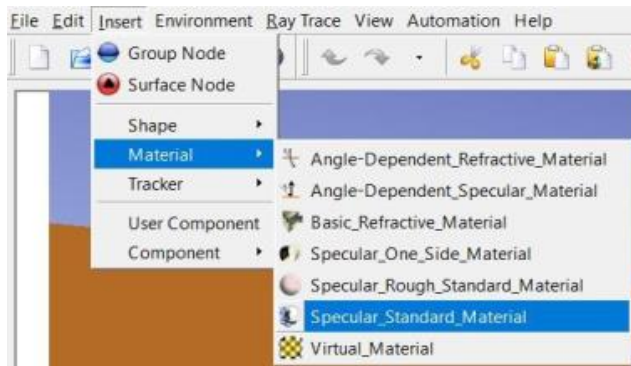 File Edit Insert Environment Ray Trace View Automation Help
Group Node
Surface Node
Shape
Material
Tracker
User Component
Component
Angle-Dependent_Refractive_Material
Angle-Dependent_Specular_Material
Basic_Refractive_Material
Specular_One_Side_Material
Specular_Rough_Standard_Material
Specular_Standard_Material
Virtual_Material